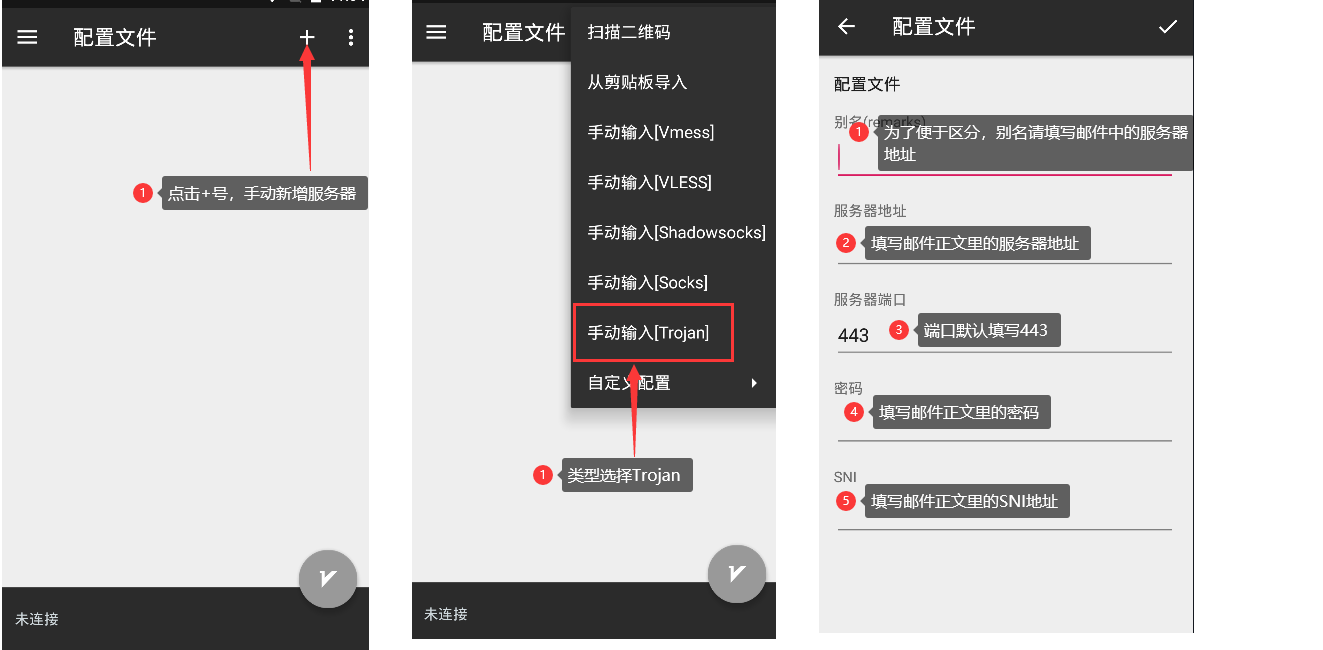 配置文件
1 点击+号，手动新增服务器
未连接
配置文件
扫描二维码
从剪贴板导入
手动输入[Vmess]
手动输入[VLESS]
手动输入[Shadowsocks]
手动输入[Socks]
手动输入[Trojan]
自定义配置
1 类型选择Trojan
未连接
配置文件
配置文件
别名(remarks)
1 为了便于区分，别名请填写邮件中的服务器
地址
服务器地址
2 填写邮件正文里的服务器地址
服务器端口
443 3 端口默认填写443
密码
4 填写邮件正文里的密码
SNI
5 填写邮件正文里的SNI地址